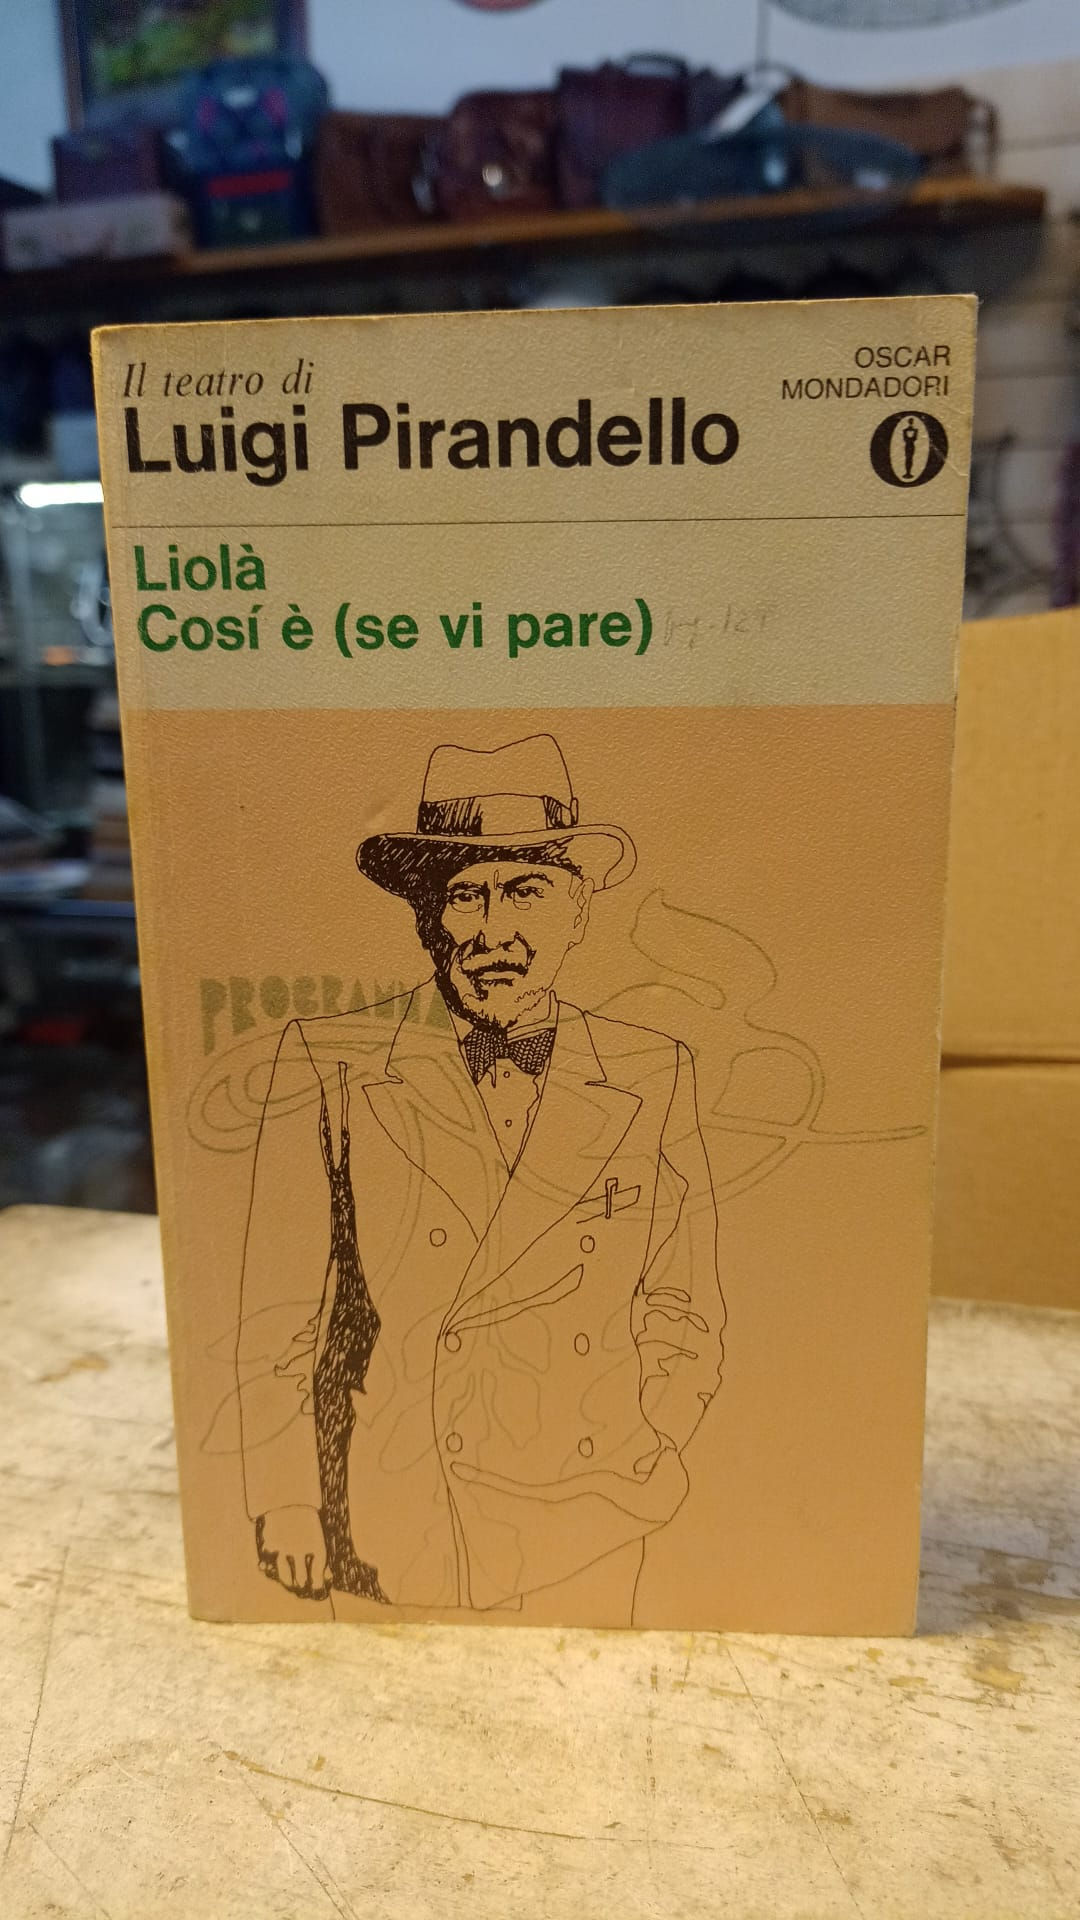 Il teatro di
Luigi Pirandello
OSCAR
MONDADORI
Liolà
Cosí è (se vi pare)
PROGRAMMA